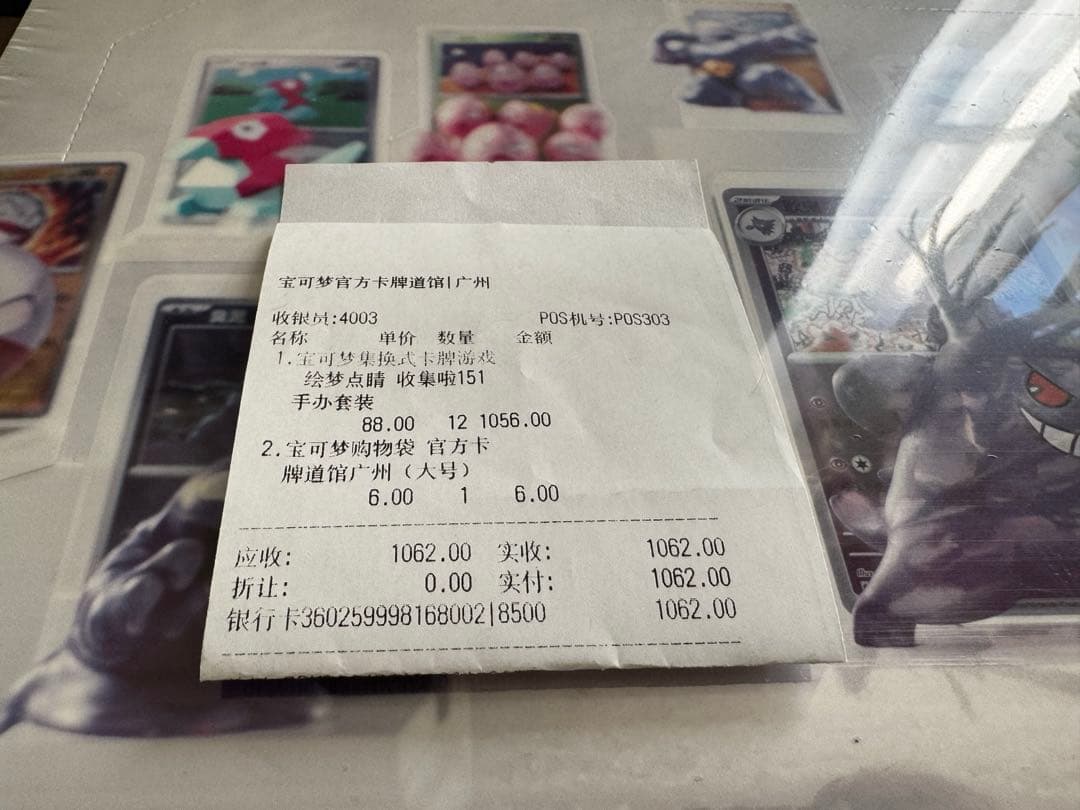 宝可梦官方卡牌道馆|广州
收银员:4003 POS机号:POS303
名称 单价 数量 金额
1.宝可梦集换式卡牌游戏
绘梦点睛 收集啦151
手办套装
88.00 12 1056.00
2.宝可梦购物袋 官方卡
牌道馆广州（大号）
6.00 1 6.00
应收: 1062.00 实收: 1062.00
折让: 0.00 实付: 1062.00
银行卡360259998168002|8500 1062.00